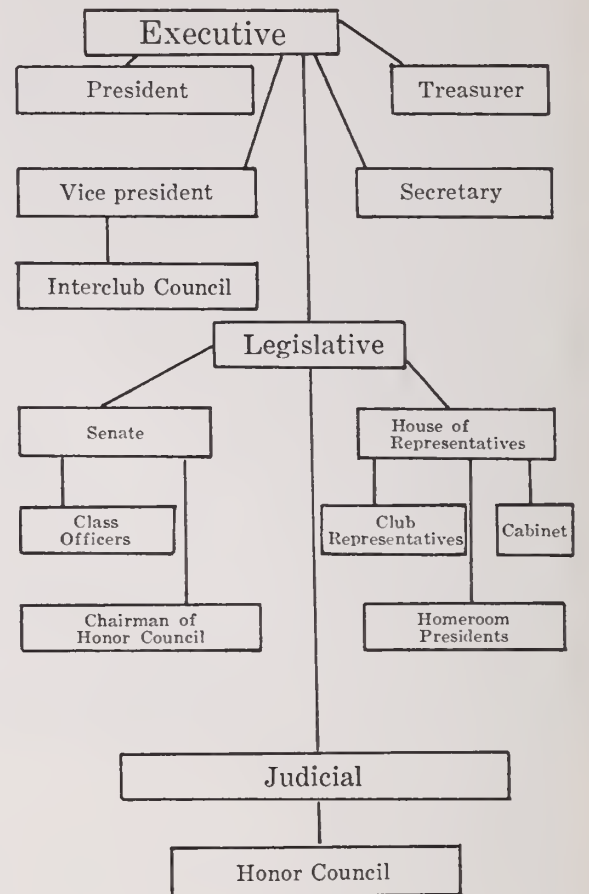 Executive
President
Treasurer
Vice president
Secretary
Interclub Council
Legislative
Senate
House of
Representatives
Class
Officers
Club
Representatives
Cabinet
Chairman of
Honor Council
Homeroom
Presidents
Judicial
Honor Council